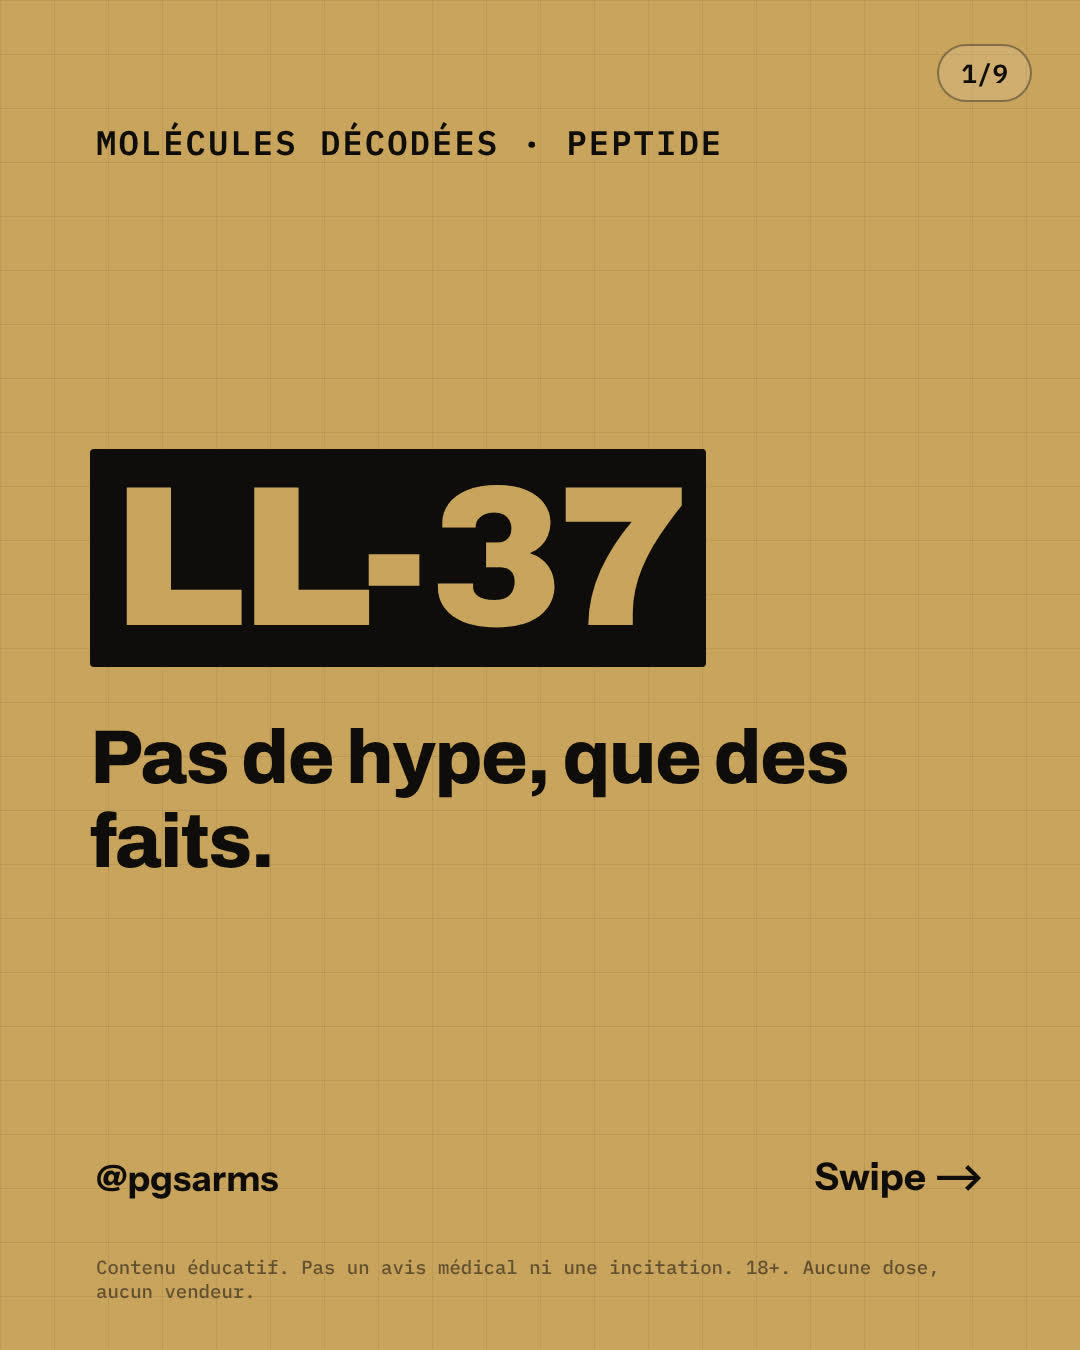 1/9
MOLÉCULES DÉCODÉES · PEPTIDE
LL-37
Pas de hype, que des
faits.
@pgsarms
Swipe →
Contenu éducatif. Pas un avis médical ni une incitation. 18+. Aucune dose,
aucun vendeur.